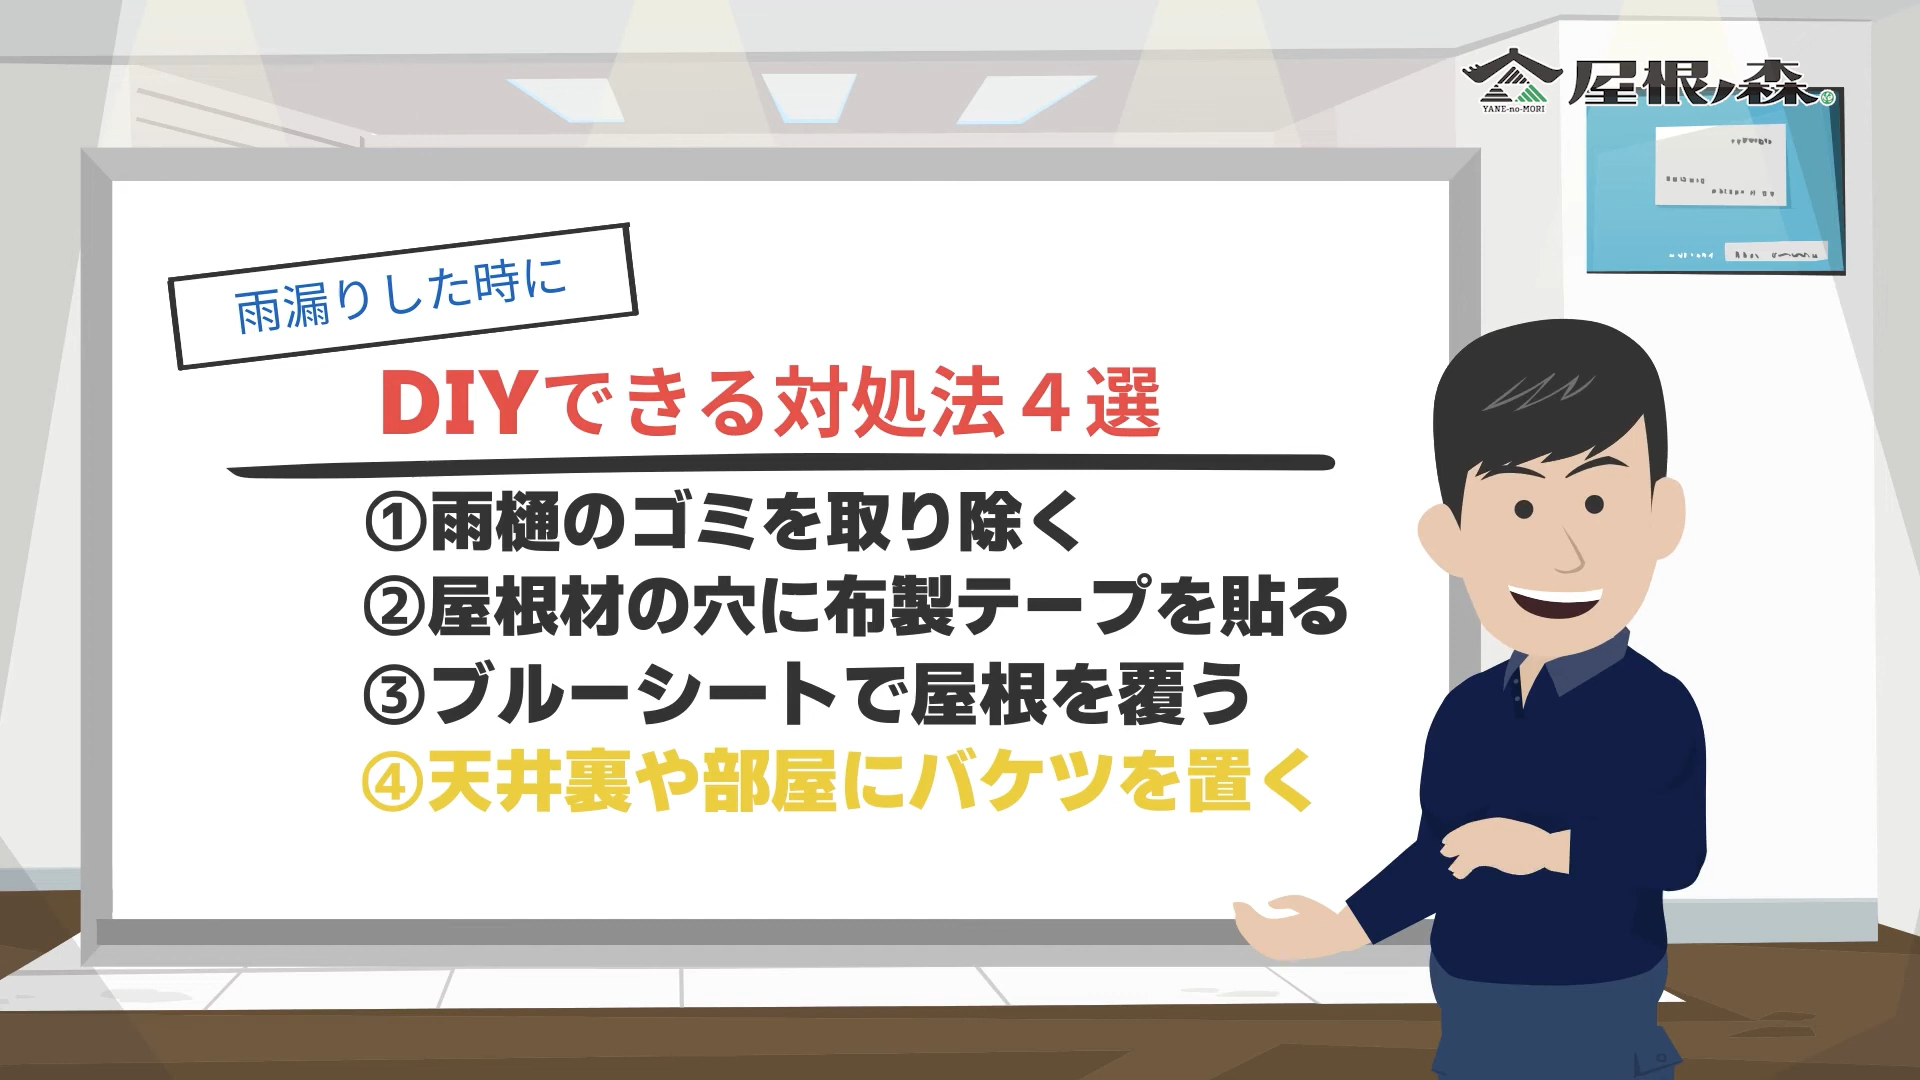 屋根ノ森
YANE-no-MORI
雨漏りした時に
DIYできる対処法４選
①雨樋のゴミを取り除く
②屋根材の穴に布製テープを貼る
③ブルーシートで屋根を覆う
④天井裏や部屋にバケツを置く